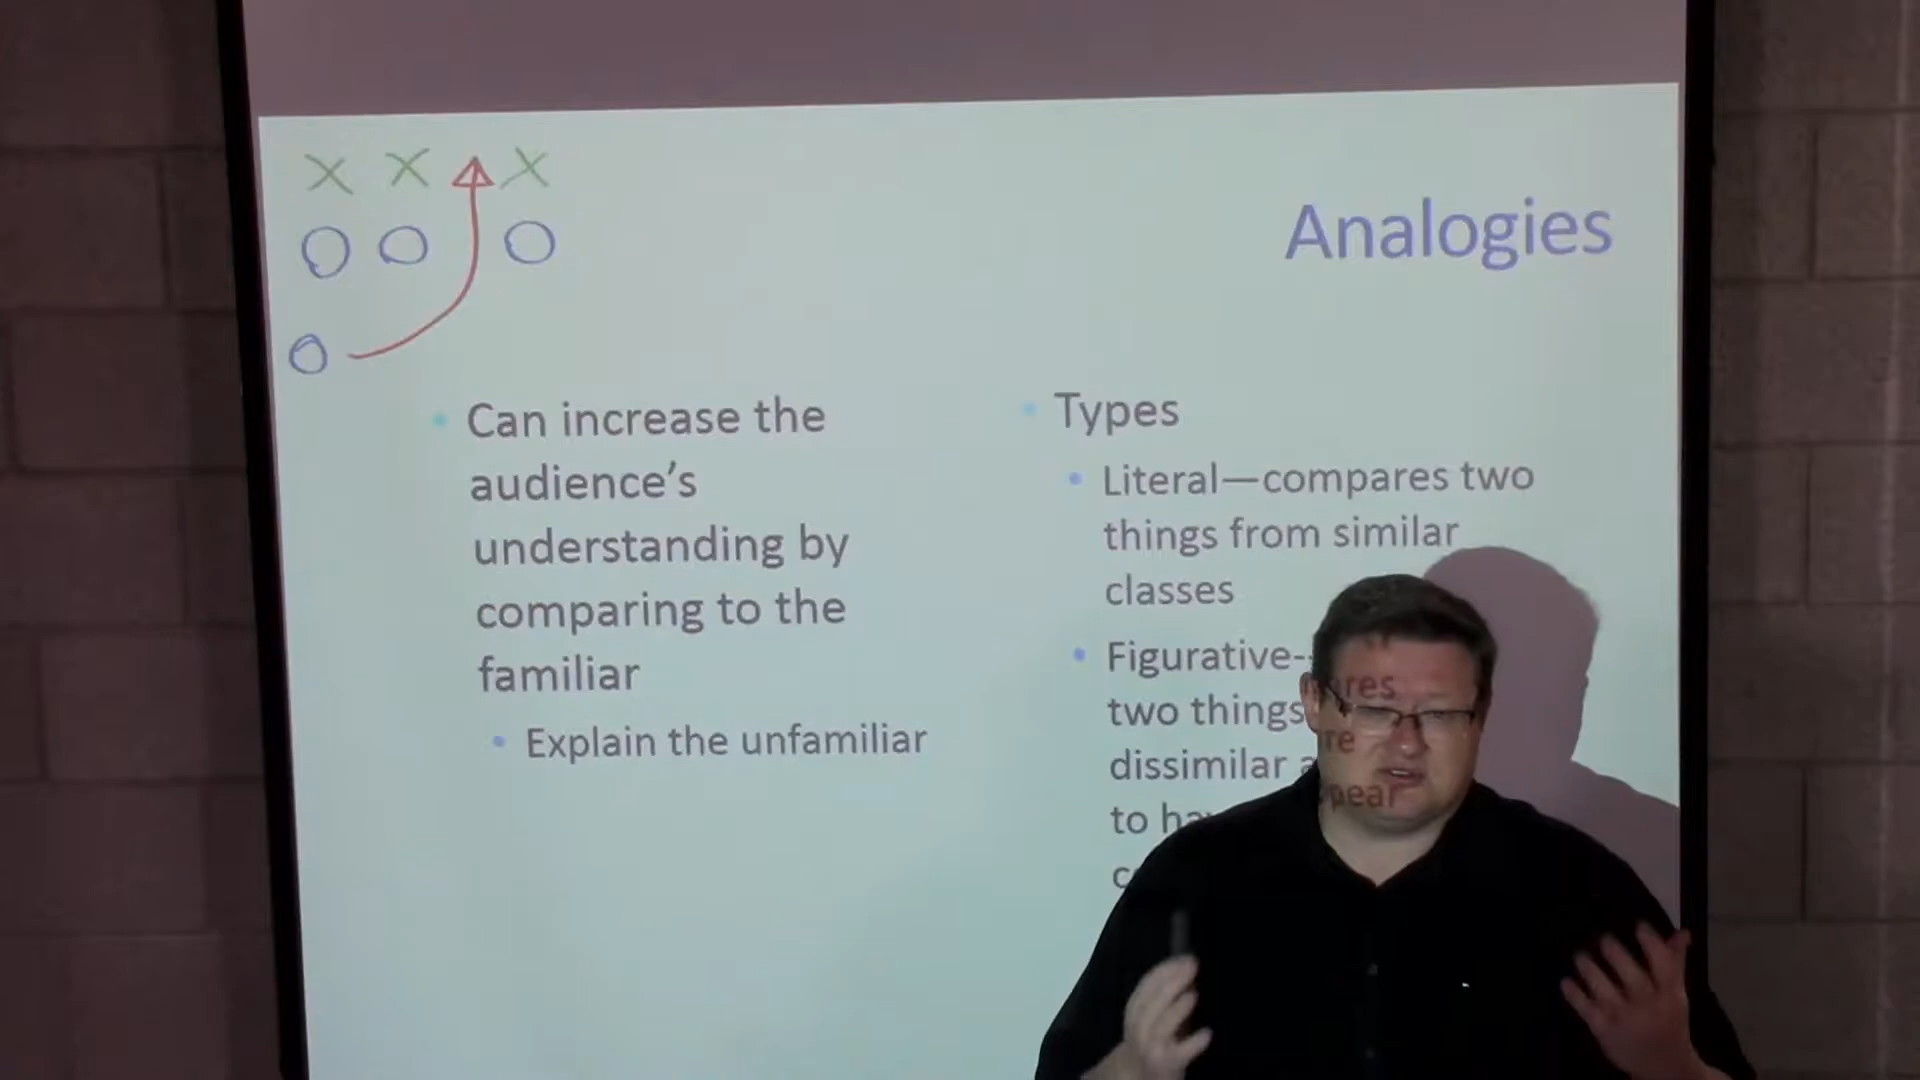 X X X
O O O
O
Analogies
Can increase the
audience's
understanding by
comparing to the
familiar
Explain the unfamiliar
Types
Literal—compares two
things from similar
classes
Figurative-
two things
dissimilar
to